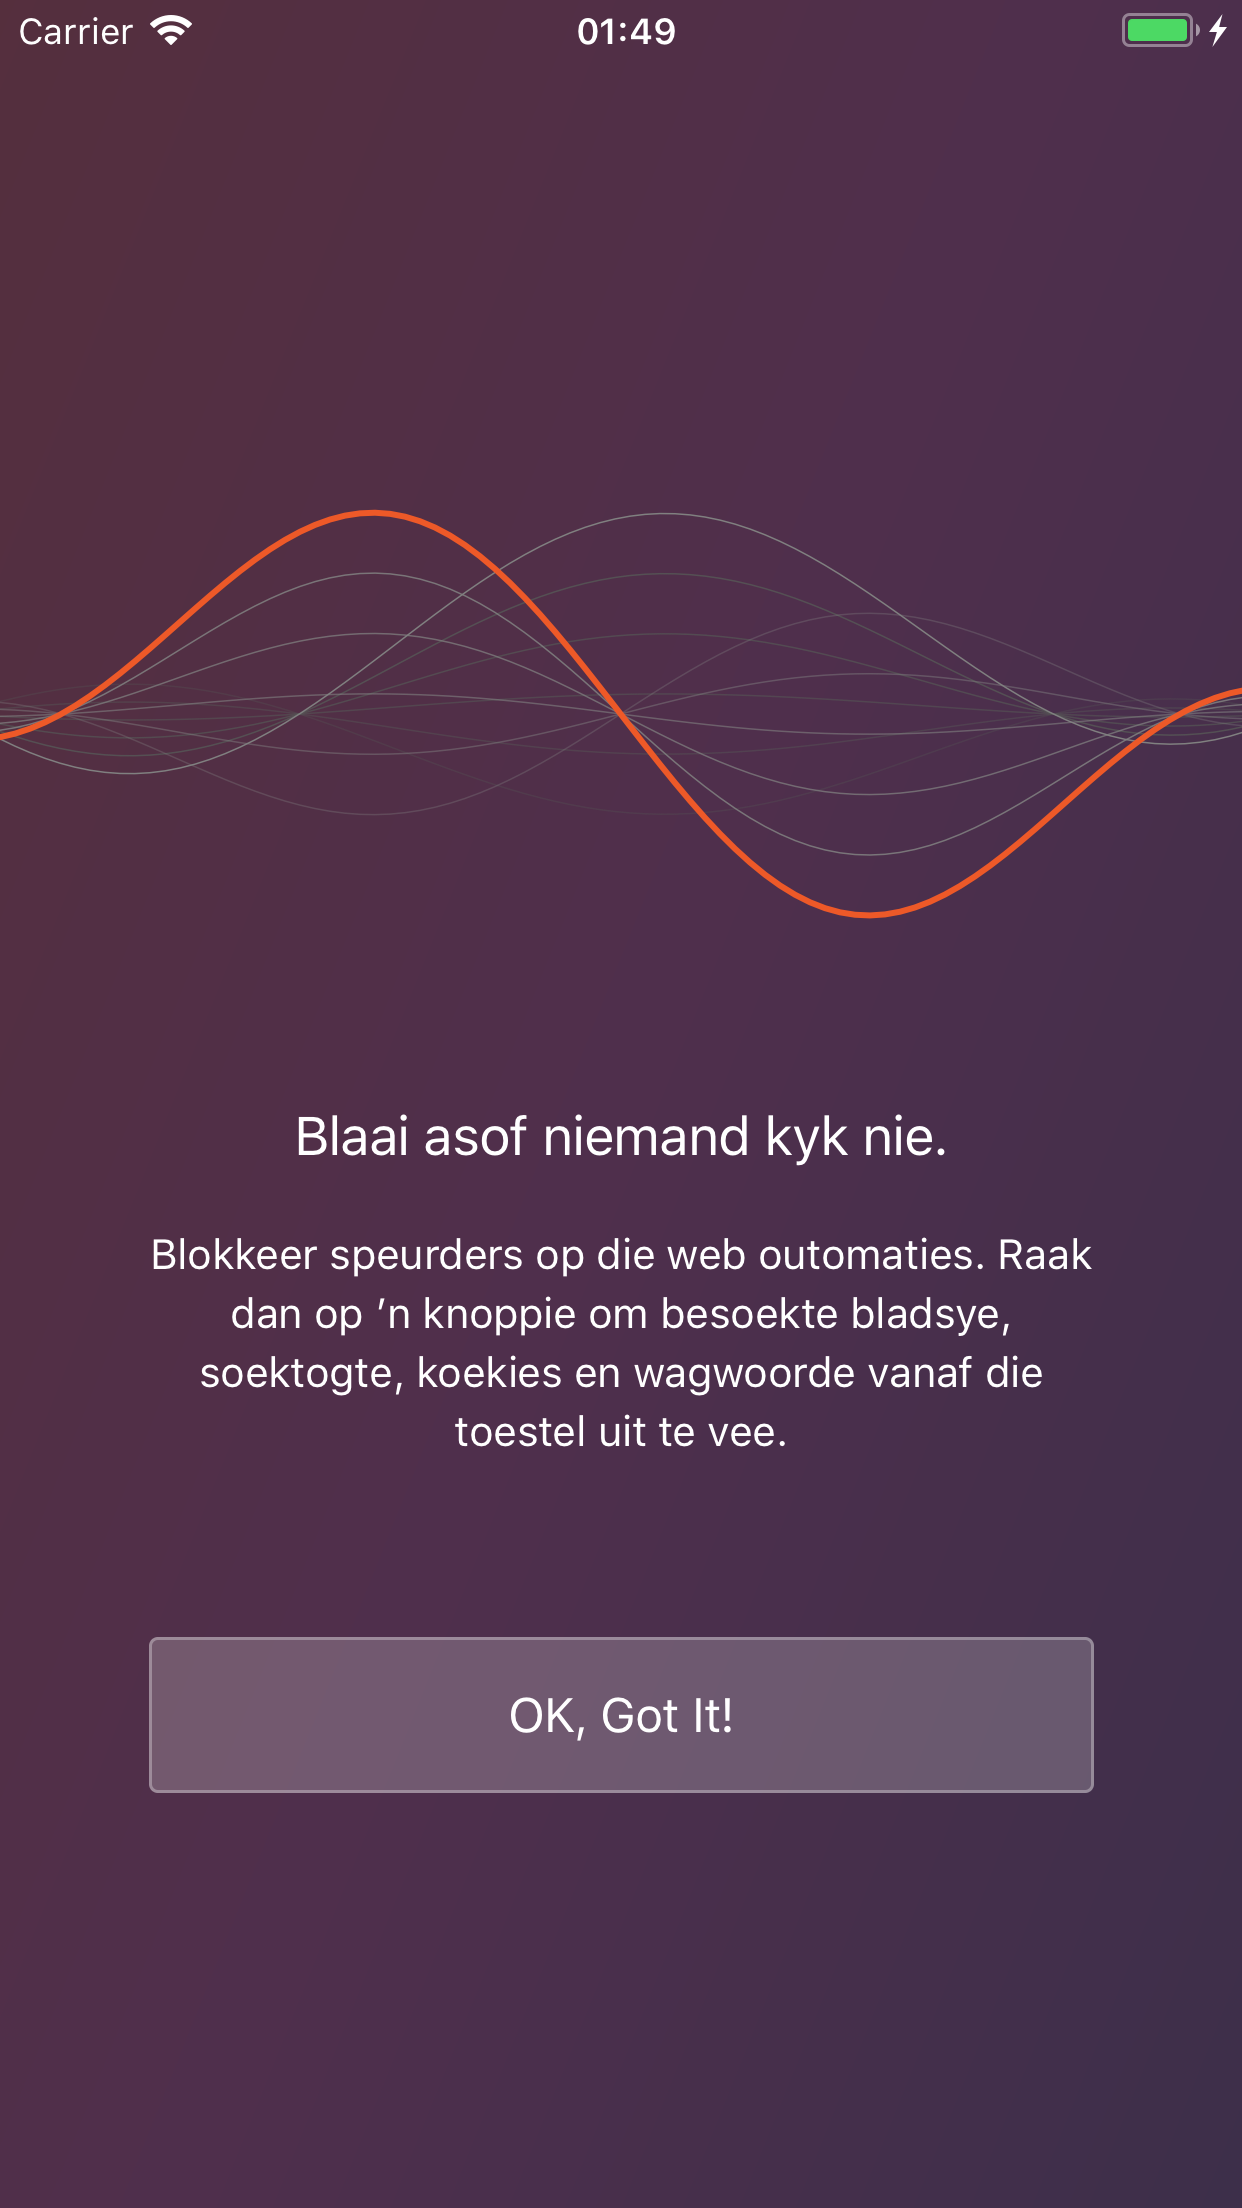 Carrier 01:49
Blaai asof niemand kyk nie.
Blokkeer speurders op die web outomaties. Raak
dan op ’n knoppie om besoekte bladsye,
soektogte, koekies en wagwoorde vanaf die
toestel uit te vee.
OK, Got It!